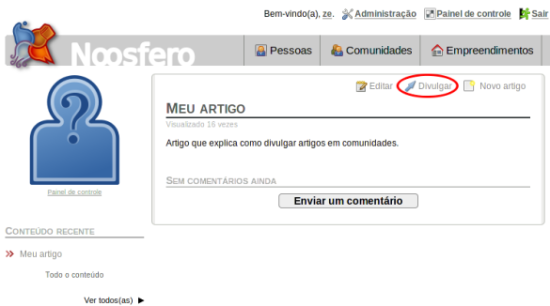 Bem-vindo(a), ze. Administração Painel de controle Sair
Noosfero
Pessoas Comunidades Empreendimentos
Editar Divulgar Novo artigo
MEU ARTIGO
Visualizado 16 vezes
Artigo que explica como divulgar artigos em comunidades.
SEM COMENTÁRIOS AINDA
Enviar um comentário
Painel de controle
CONTEÚDO RECENTE
Meu artigo
Todo o conteúdo
Ver todos(as)